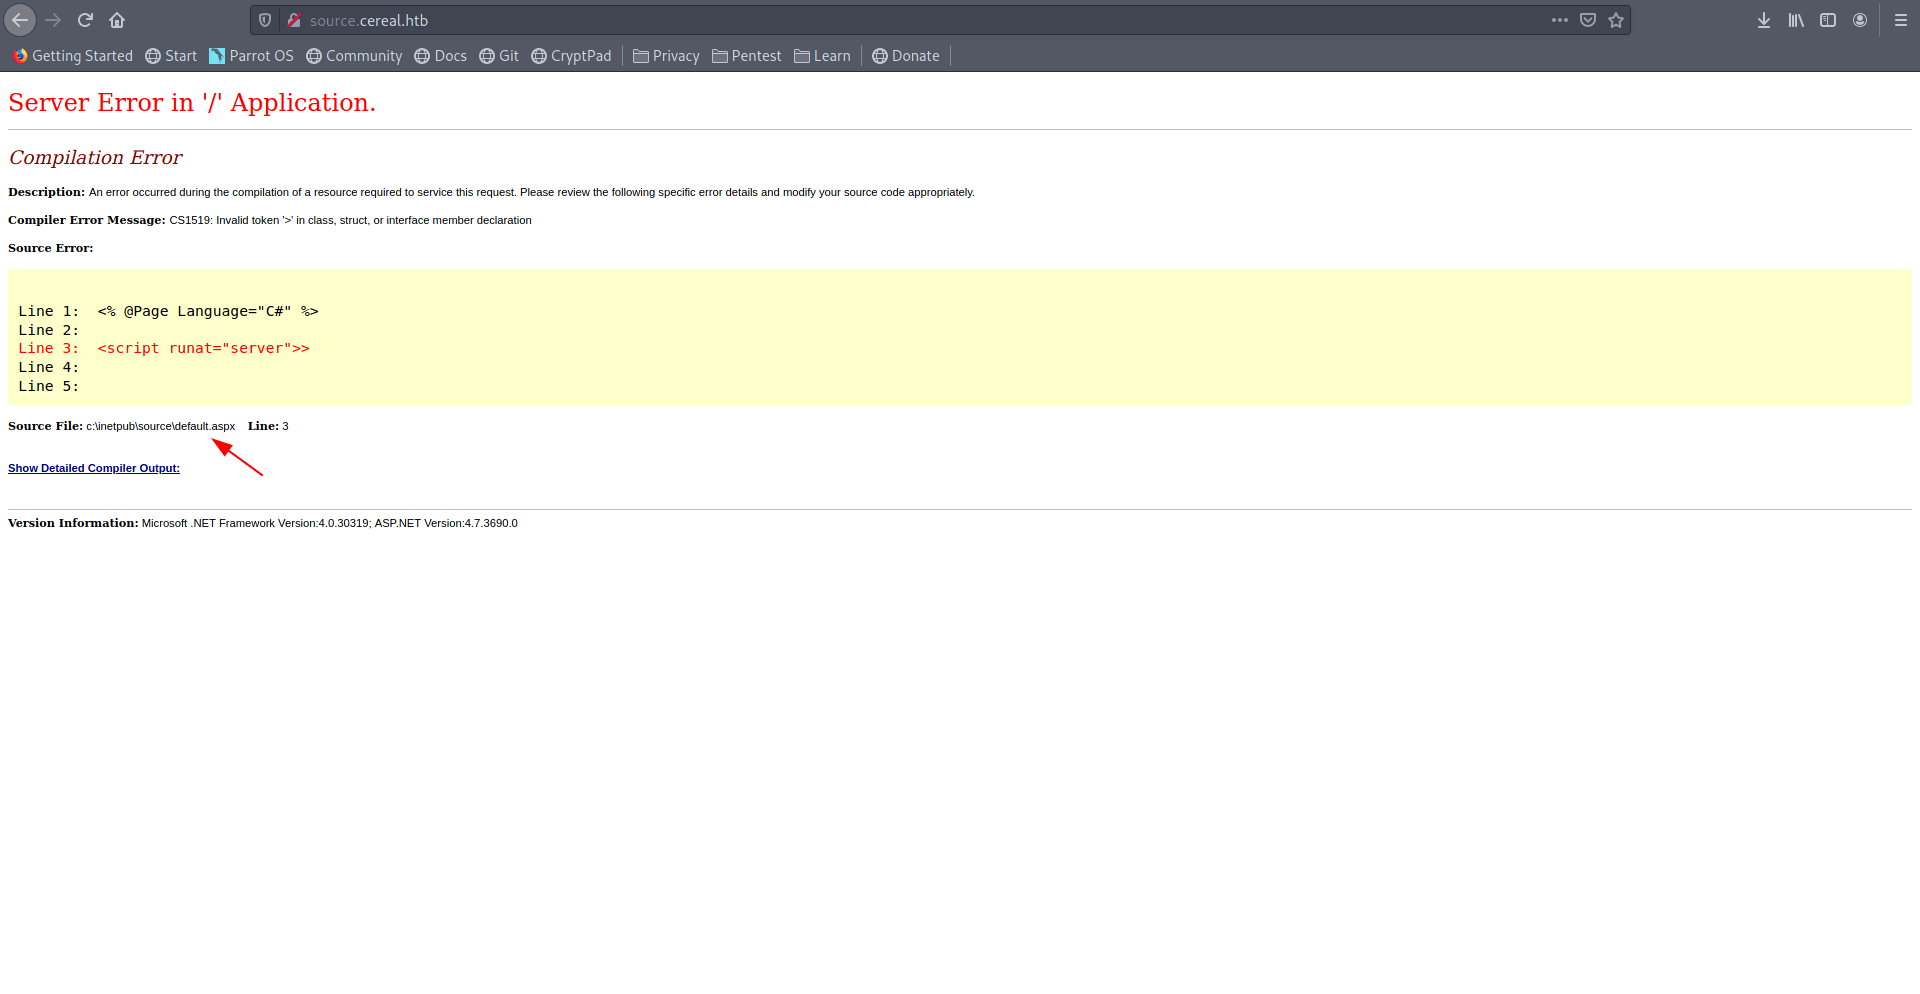 source.cereal.htb
Getting Started Start Parrot OS Community Docs Git CryptPad Privacy Pentest Learn Donate
Server Error in '/' Application.
Compilation Error
Description: An error occurred during the compilation of a resource required to service this request. Please review the following specific error details and modify your source code appropriately.
Compiler Error Message: CS1519: Invalid token '>' in class, struct, or interface member declaration
Source Error:
Line 1:  <% @Page Language="C#" %>
Line 2:
Line 3:  <script runat="server">>
Line 4:
Line 5:
Source File: c:\inetpub\source\default.aspx    Line: 3
Show Detailed Compiler Output:
Version Information: Microsoft .NET Framework Version:4.0.30319; ASP.NET Version:4.7.3690.0